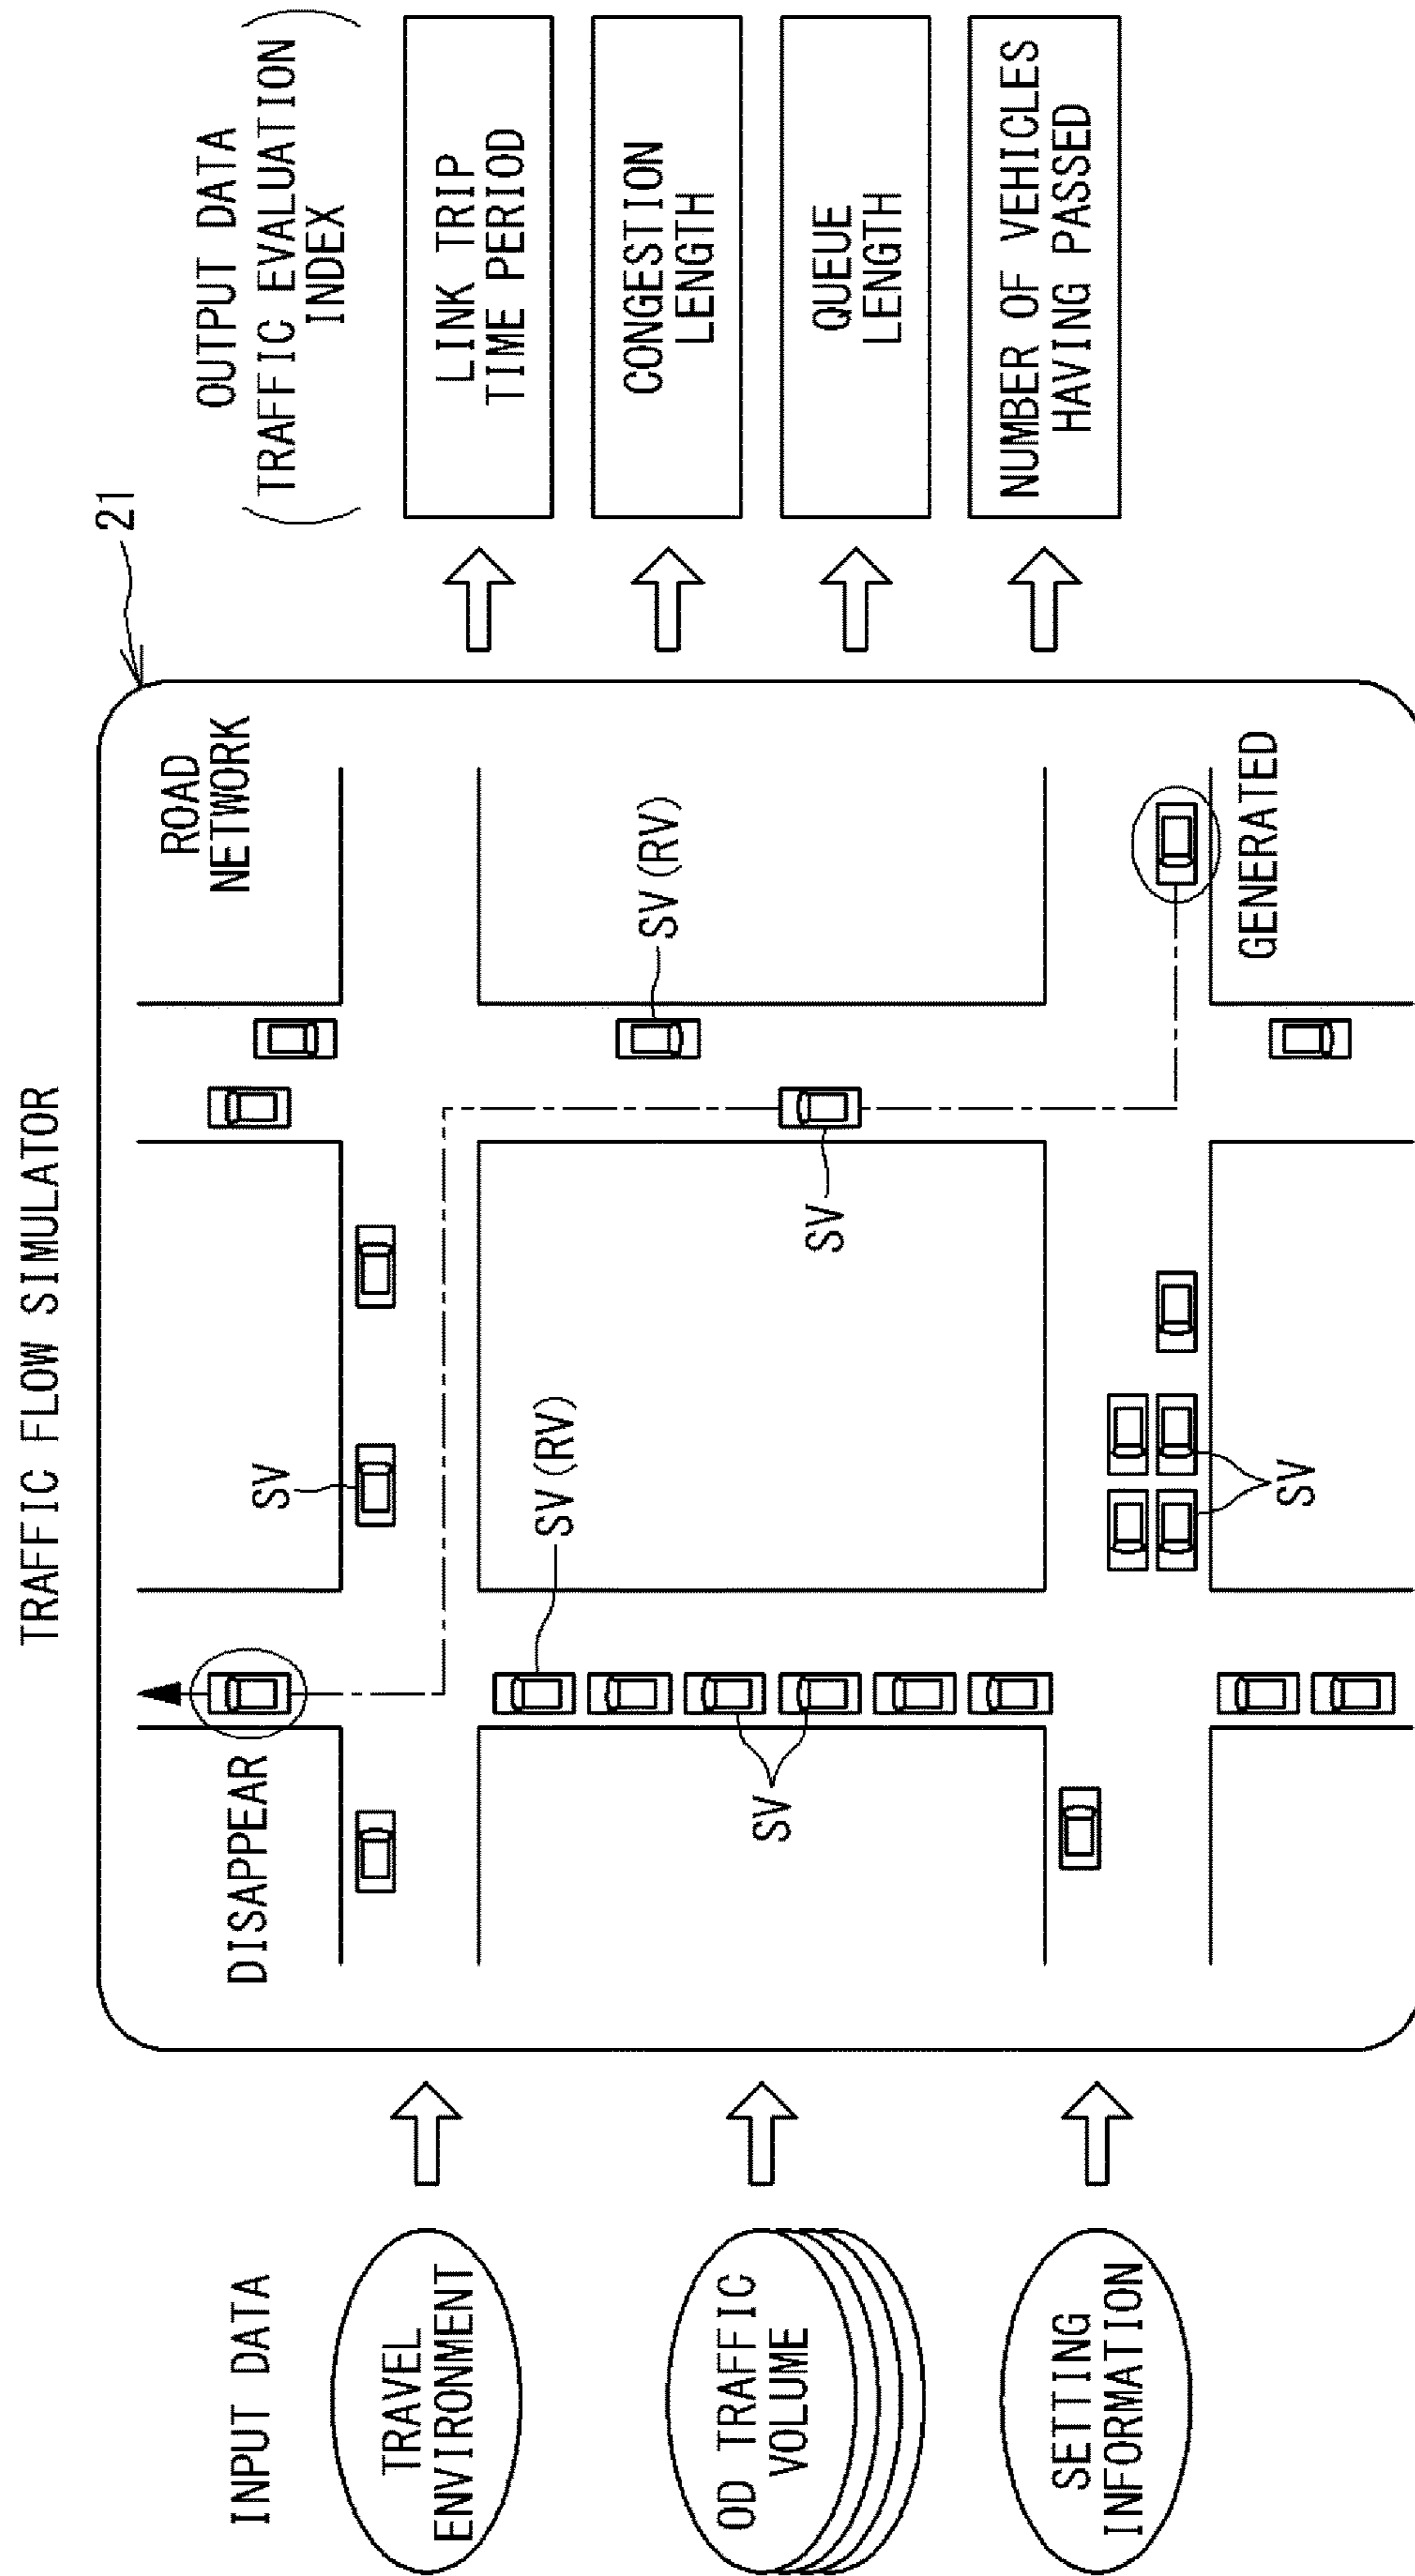 TRAFFIC FLOW SIMULATOR
INPUT DATA
TRAVEL
ENVIRONMENT
OD TRAFFIC
VOLUME
SETTING
INFORMATION
21
ROAD
NETWORK
DISAPPEAR
SV
SV(RV)
SV(RV)
SV
SV
SV
GENERATED
OUTPUT DATA
(TRAFFIC EVALUATION
INDEX)
LINK TRIP
TIME PERIOD
CONGESTION
LENGTH
QUEUE
LENGTH
NUMBER OF VEHICLES
HAVING PASSED